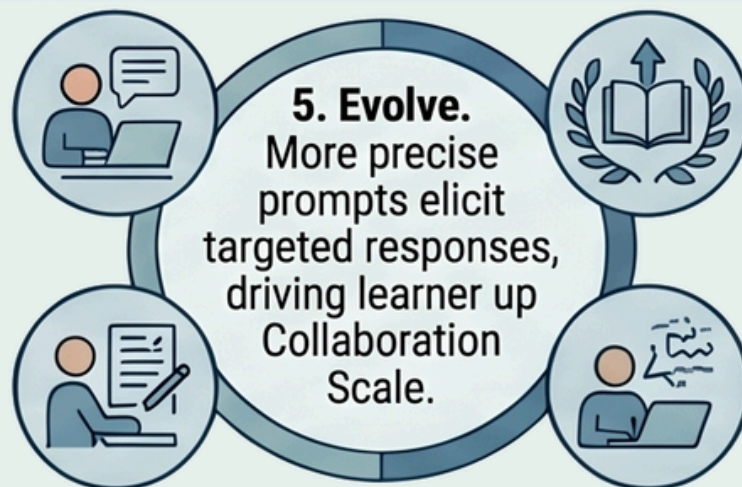 5. Evolve.
More precise
prompts elicit
targeted responses,
driving learner up
Collaboration
Scale.